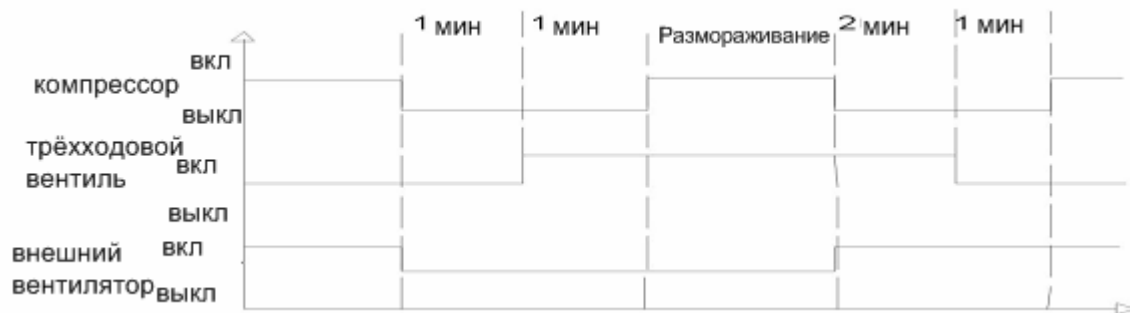 1 мин
1 мин
Размораживание
2 мин
1 мин
вкл
компрессор
выкл
трёхходовой
вентиль
вкл
выкл
внешний
вентилятор
вкл
выкл